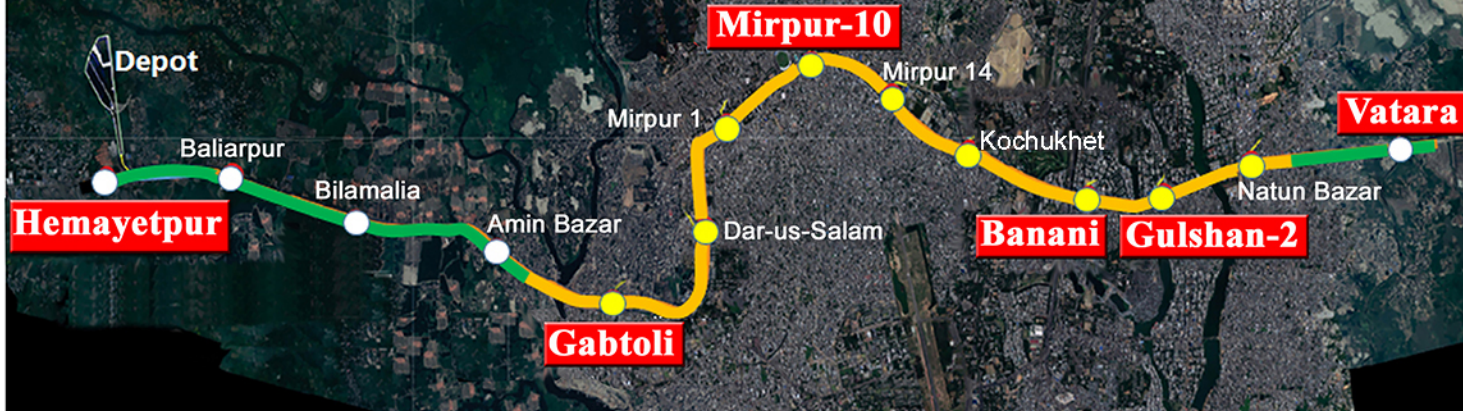 Depot
Hemayetpur
Baliarpur
Bilamalia
Amin Bazar
Gabtoli
Dar-us-Salam
Mirpur 1
Mirpur-10
Mirpur 14
Kochukhet
Banani
Gulshan-2
Natun Bazar
Vatara